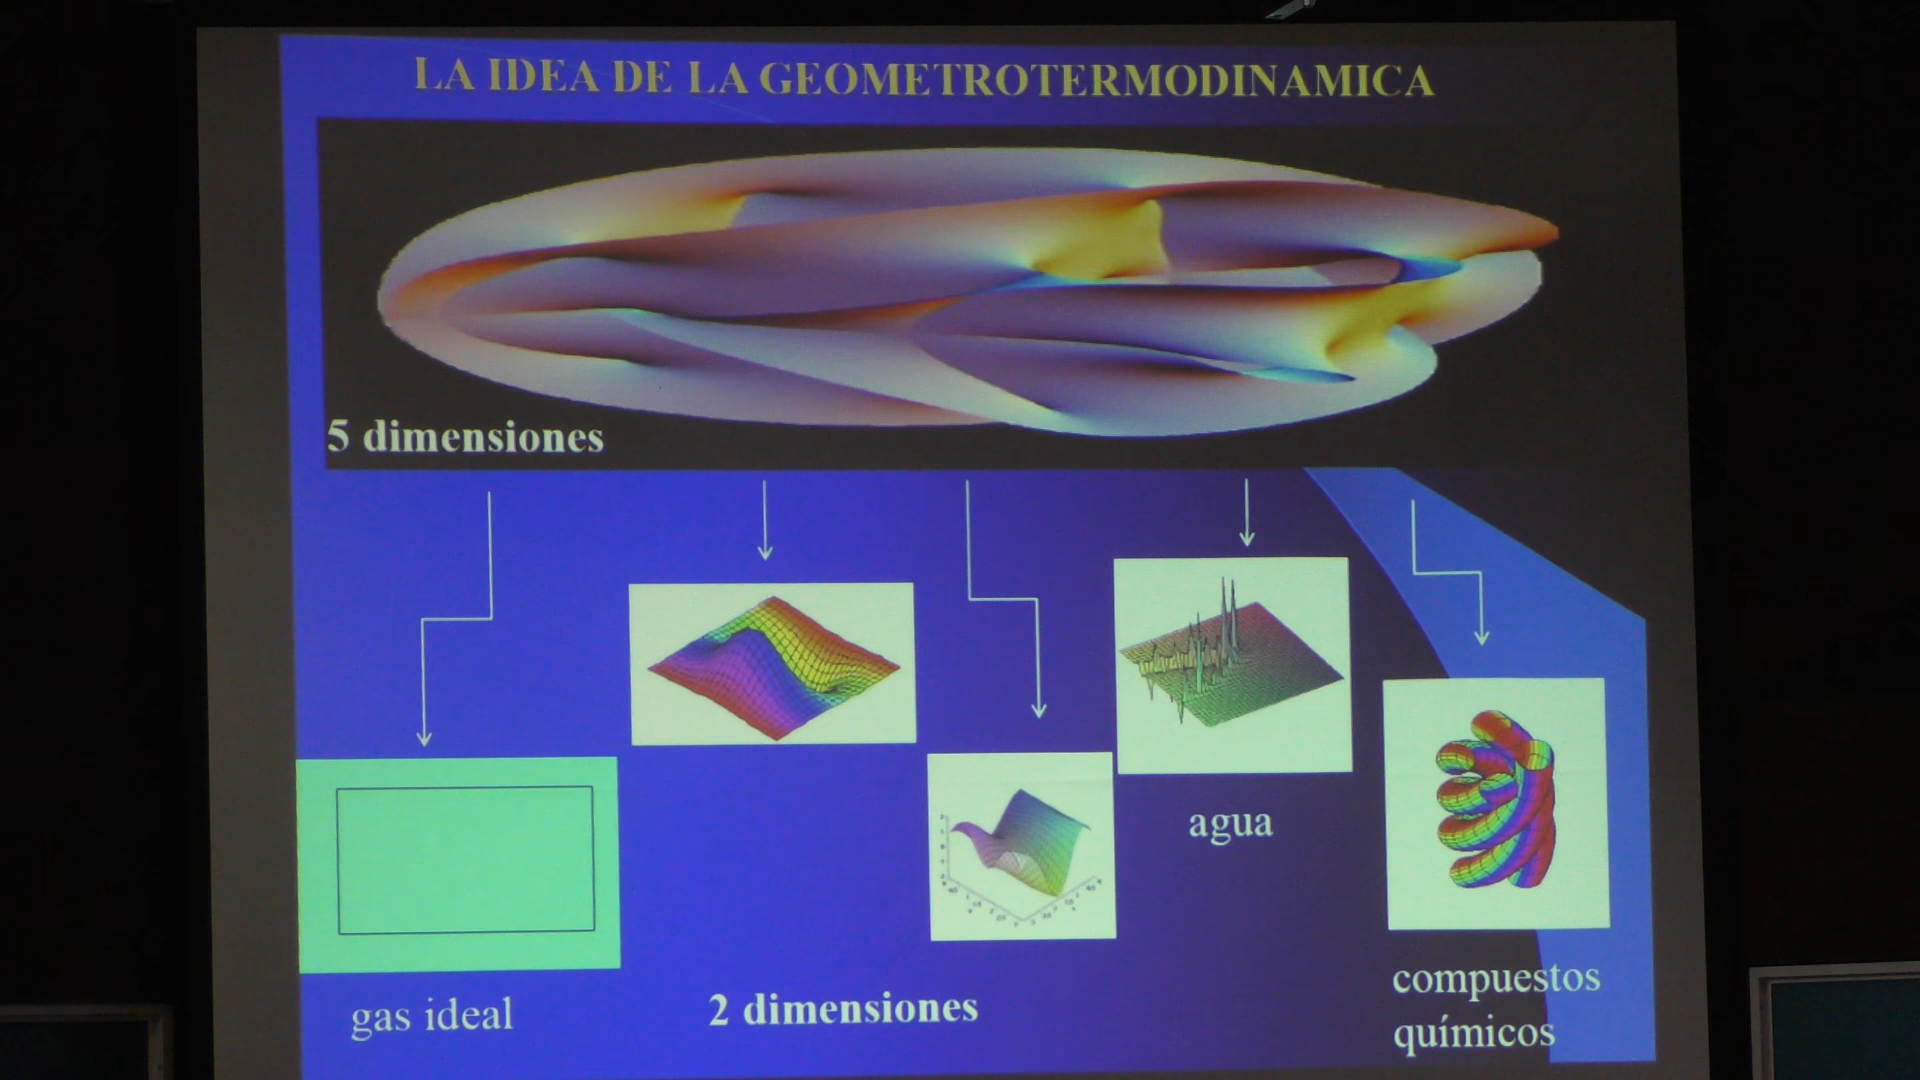 LA IDEA DE LA GEOMETROTERMODINAMICA
5 dimensiones
agua
gas ideal
2 dimensiones
compuestos
químicos